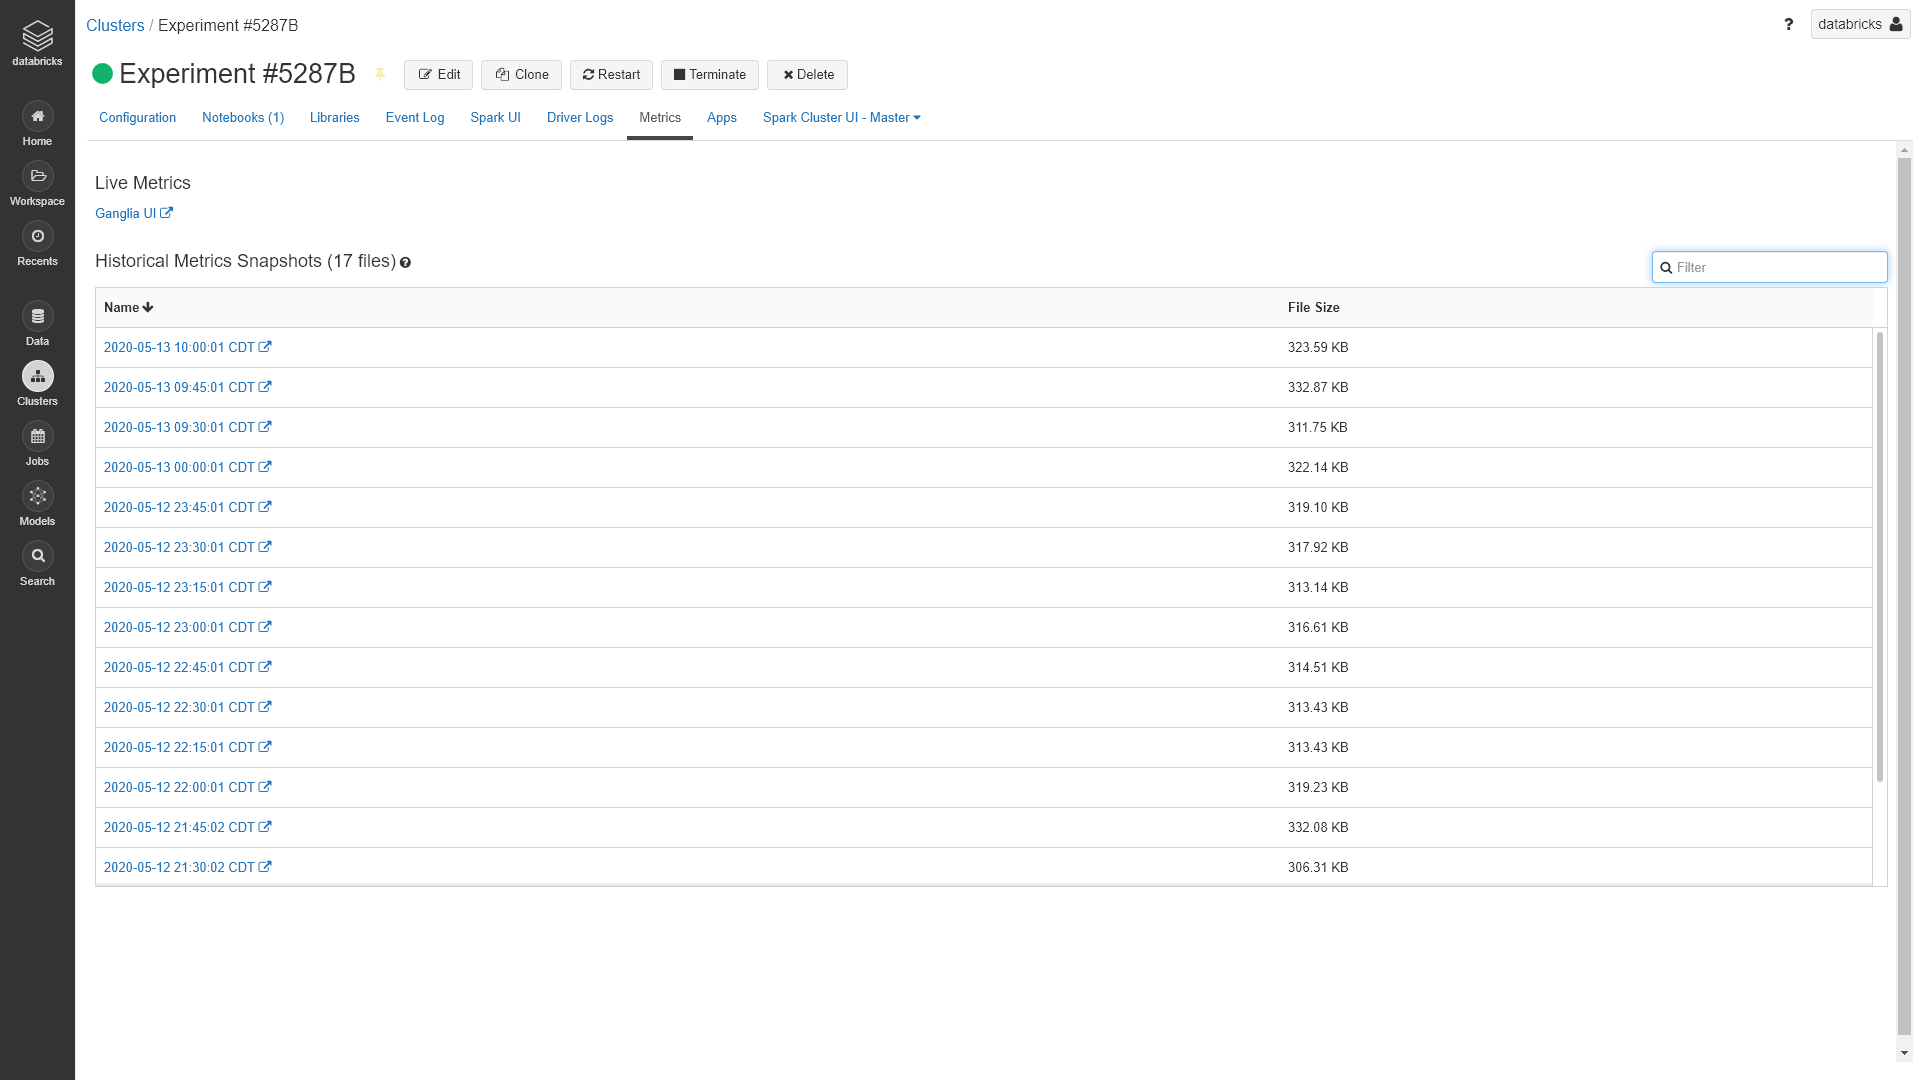 databricks
Home
Workspace
Recents
Data
Clusters
Jobs
Models
Search
Clusters / Experiment #5287B
? databricks
Experiment #5287B Edit Clone Restart Terminate Delete
Configuration Notebooks (1) Libraries Event Log Spark UI Driver Logs Metrics Apps Spark Cluster UI - Master
Live Metrics
Ganglia UI
Historical Metrics Snapshots (17 files) ?
Filter
Name File Size
2020-05-13 10:00:01 CDT 323.59 KB
2020-05-13 09:45:01 CDT 332.87 KB
2020-05-13 09:30:01 CDT 311.75 KB
2020-05-13 00:00:01 CDT 322.14 KB
2020-05-12 23:45:01 CDT 319.10 KB
2020-05-12 23:30:01 CDT 317.92 KB
2020-05-12 23:15:01 CDT 313.14 KB
2020-05-12 23:00:01 CDT 316.61 KB
2020-05-12 22:45:01 CDT 314.51 KB
2020-05-12 22:30:01 CDT 313.43 KB
2020-05-12 22:15:01 CDT 313.43 KB
2020-05-12 22:00:01 CDT 319.23 KB
2020-05-12 21:45:02 CDT 332.08 KB
2020-05-12 21:30:02 CDT 306.31 KB